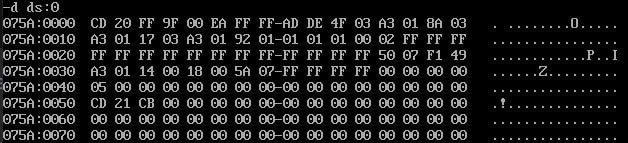 -d ds:0
075A:0000  CD 20 FF 9F 00 EA FF FF-AD DE 4F 03 A3 01 8A 03   . ........O.....
075A:0010  A3 01 17 03 A3 01 92 01-01 01 01 00 02 FF FF FF   ................
075A:0020  FF FF FF FF FF FF FF FF-FF FF FF FF 50 07 F1 49   ............P..I
075A:0030  A3 01 14 00 18 00 5A 07-FF FF FF FF 00 00 00 00   ......Z.........
075A:0040  05 00 00 00 00 00 00 00-00 00 00 00 00 00 00 00   ................
075A:0050  CD 21 CB 00 00 00 00 00-00 00 00 00 00 00 00 00   .!..............
075A:0060  00 00 00 00 00 00 00 00-00 00 00 00 00 00 00 00   ................
075A:0070  00 00 00 00 00 00 00 00-00 00 00 00 00 00 00 00   ................